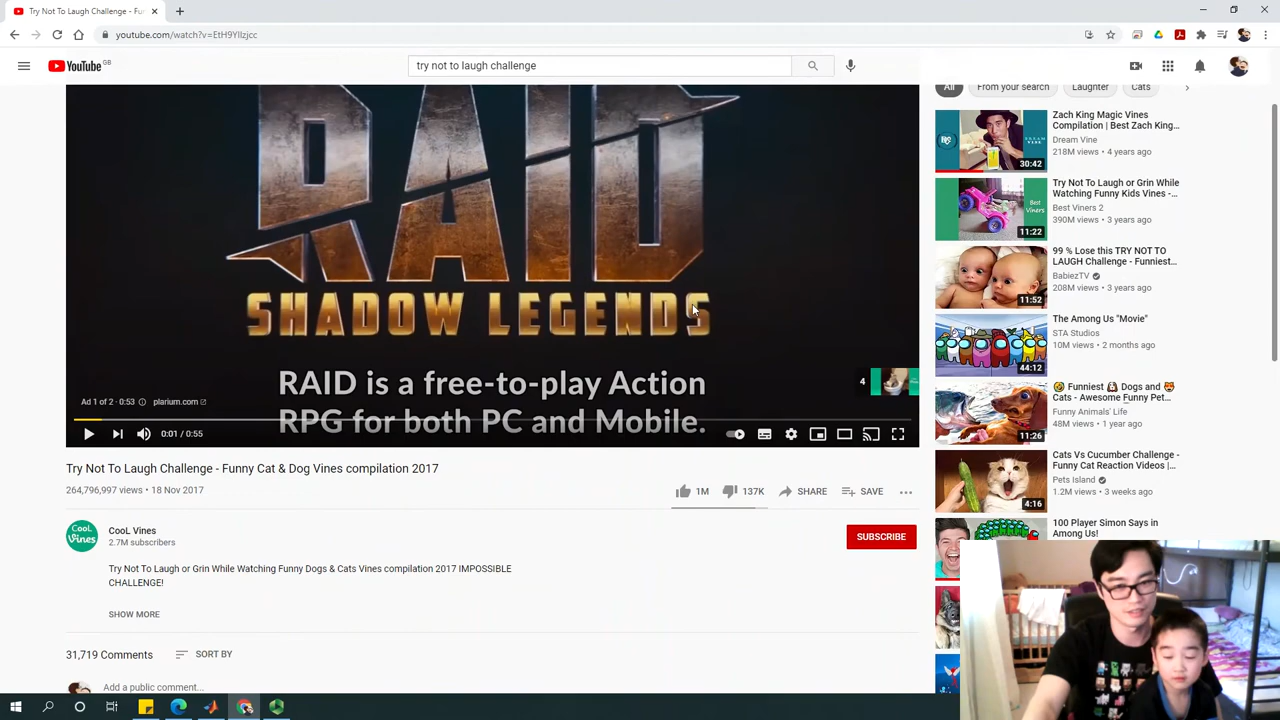 Try Not To Laugh Challenge - Fur
youtube.com/watch?v=EtH9YlIzjcc
YouTube GB
try not to laugh challenge
All
From your search
Laughter
Cats
RAID
SHADOW LEGENDS
RAID is a free-to-play Action
RPG for both PC and Mobile.
4
Ad 1 of 2 · 0:53
plarium.com
0:01 / 0:55
Try Not To Laugh Challenge - Funny Cat & Dog Vines compilation 2017
264,796,997 views • 18 Nov 2017
1M
137K
SHARE
SAVE
CooL Vines
CooL Vines
2.7M subscribers
SUBSCRIBE
Try Not To Laugh or Grin While Watching Funny Dogs & Cats Vines compilation 2017 IMPOSSIBLE
CHALLENGE!
SHOW MORE
31,719 Comments
SORT BY
Add a public comment...
Zach King Magic Vines
Compilation | Best Zach King...
Dream Vine
218M views • 4 years ago
30:42
Try Not To Laugh or Grin While
Watching Funny Kids Vines -...
Best Viners 2
390M views • 3 years ago
Best
Viners
11:22
99 % Lose this TRY NOT TO
LAUGH Challenge - Funniest...
BabiezTV
208M views • 3 years ago
11:52
The Among Us "Movie"
STA Studios
10M views • 2 months ago
44:12
🤣 Funniest 🐶 Dogs and 😻
Cats - Awesome Funny Pet...
Funny Animals' Life
48M views • 1 year ago
11:26
Cats Vs Cucumber Challenge -
Funny Cat Reaction Videos |...
Pets Island
1.2M views • 3 weeks ago
4:16
100 Player Simon Says in
Among Us!